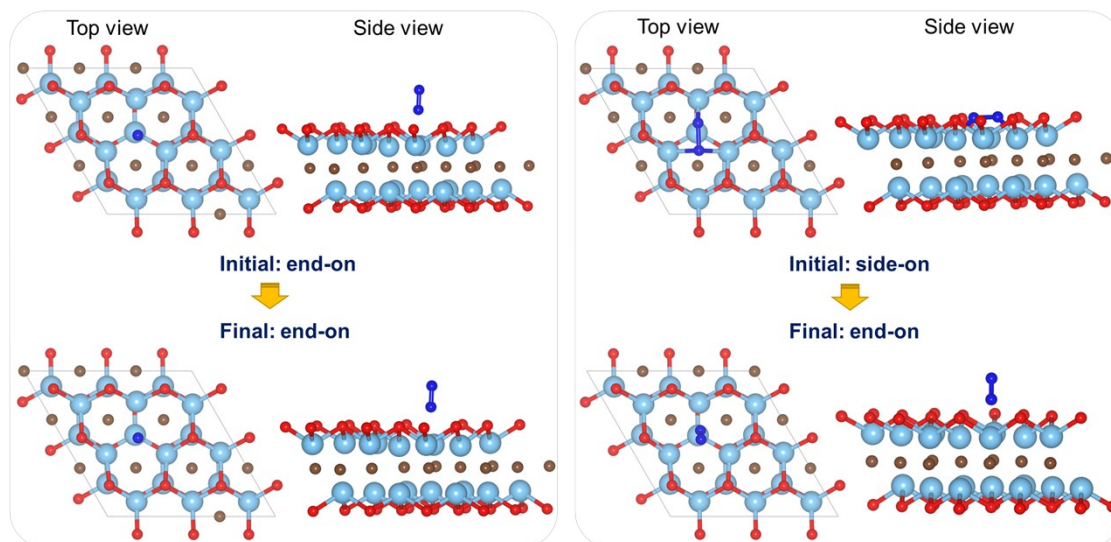 Top view Side view
Initial: end-on
Final: end-on
Top view Side view
Initial: side-on
Final: end-on